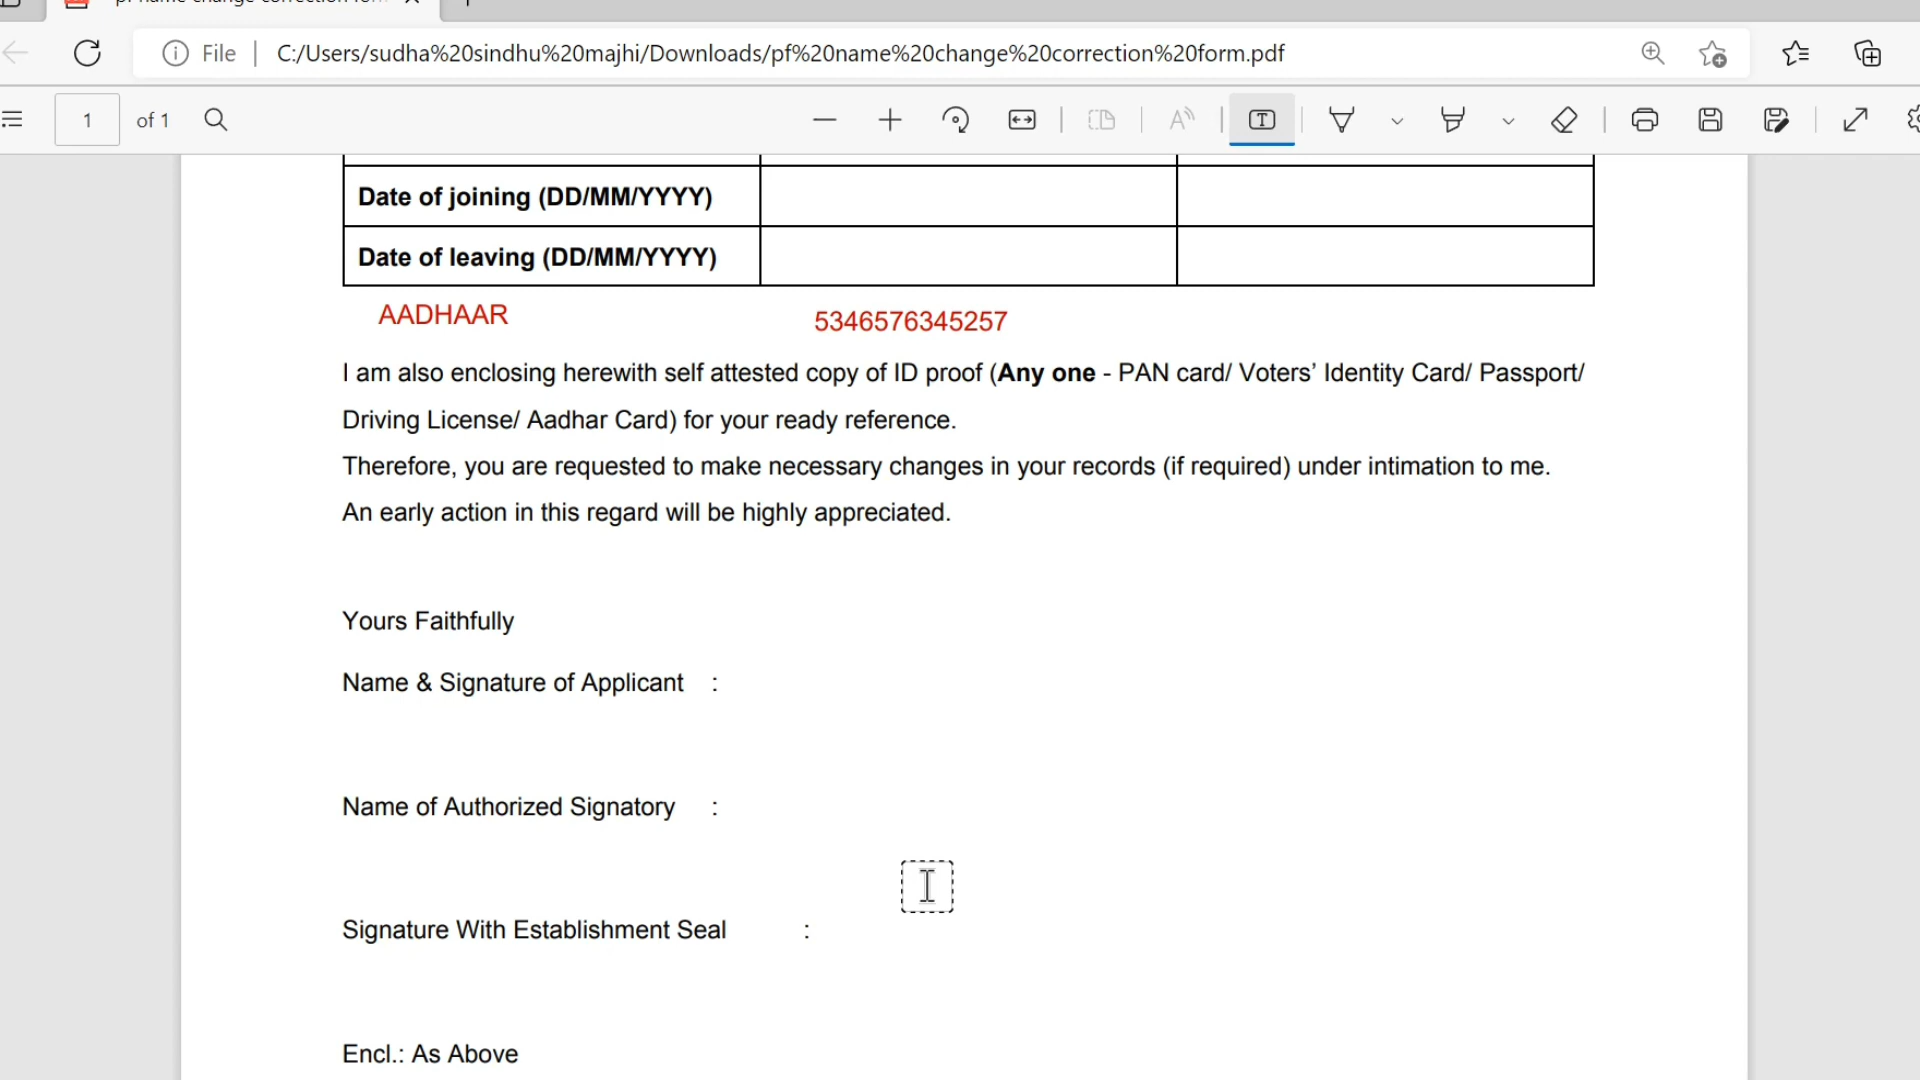 File C:/Users/sudha%20sindhu%20majhi/Downloads/pf%20name%20change%20correction%20form.pdf
1 of 1
Date of joining (DD/MM/YYYY)
Date of leaving (DD/MM/YYYY)
AADHAAR 5346576345257
I am also enclosing herewith self attested copy of ID proof (Any one - PAN card/ Voters’ Identity Card/ Passport/
Driving License/ Aadhar Card) for your ready reference.
Therefore, you are requested to make necessary changes in your records (if required) under intimation to me.
An early action in this regard will be highly appreciated.
Yours Faithfully
Name & Signature of Applicant :
Name of Authorized Signatory :
Signature With Establishment Seal :
Encl.: As Above